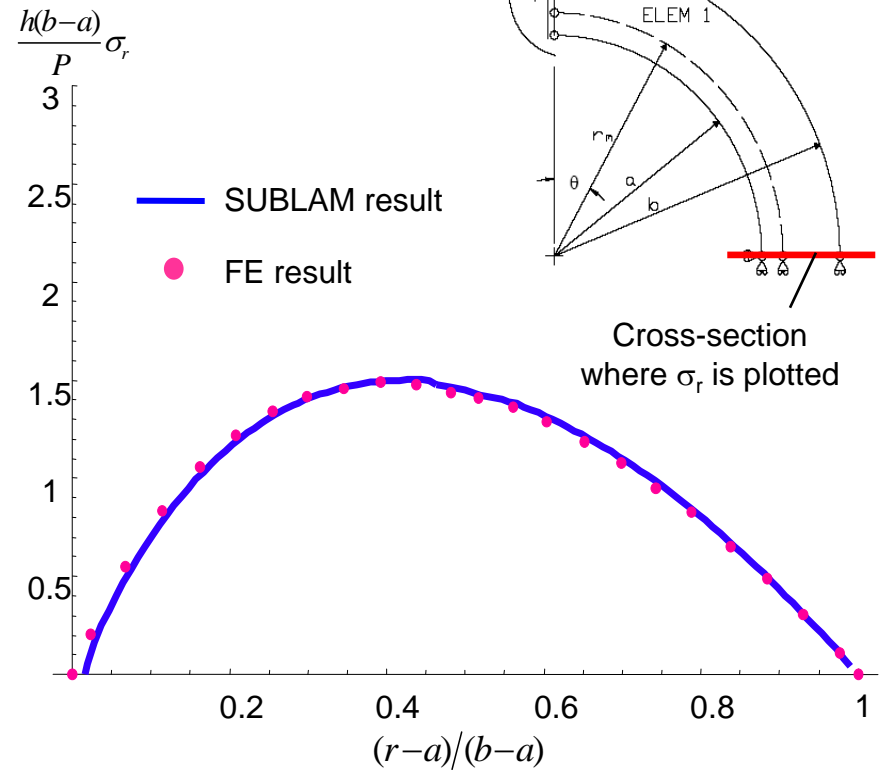 h(b−a)/P σr
3
2.5
2
1.5
1
0.5
SUBLAM result
FE result
ELEM 1
rm
θ
a
b
Cross-section
where σr is plotted
0.2 0.4 0.6 0.8 1
(r−a)/(b−a)